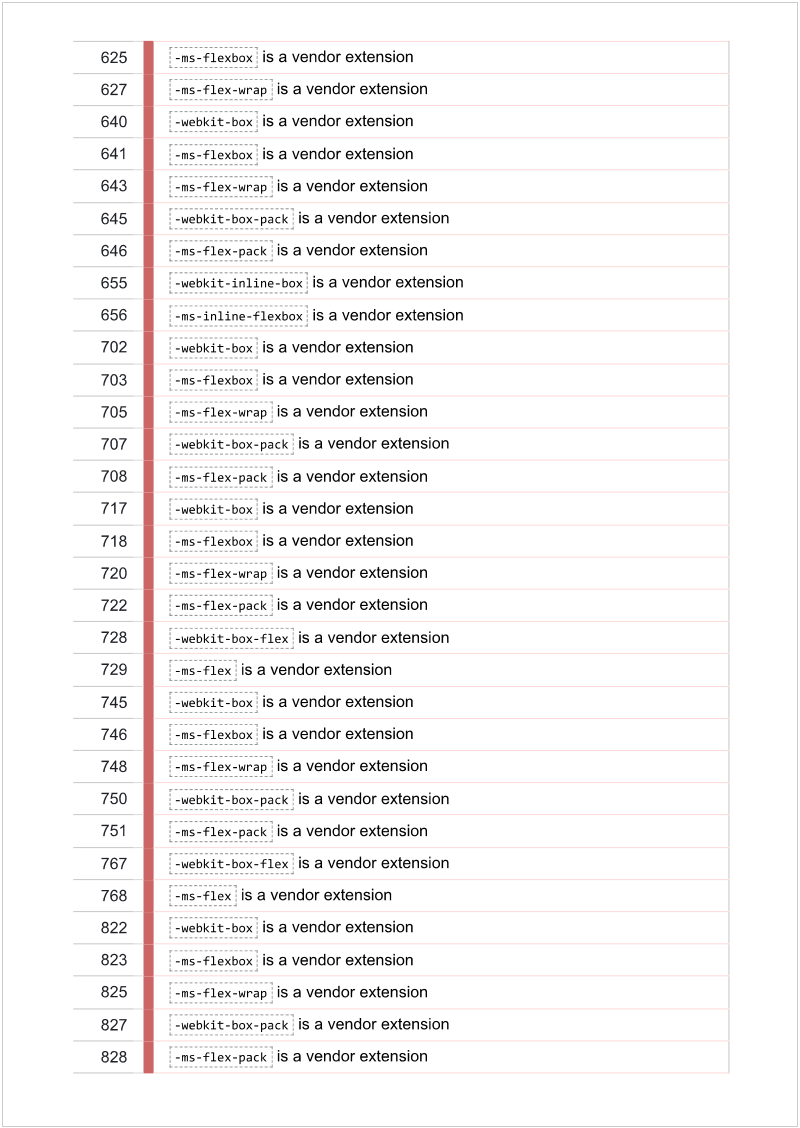 625 -ms-flexbox is a vendor extension
627 -ms-flex-wrap is a vendor extension
640 -webkit-box is a vendor extension
641 -ms-flexbox is a vendor extension
643 -ms-flex-wrap is a vendor extension
645 -webkit-box-pack is a vendor extension
646 -ms-flex-pack is a vendor extension
655 -webkit-inline-box is a vendor extension
656 -ms-inline-flexbox is a vendor extension
702 -webkit-box is a vendor extension
703 -ms-flexbox is a vendor extension
705 -ms-flex-wrap is a vendor extension
707 -webkit-box-pack is a vendor extension
708 -ms-flex-pack is a vendor extension
717 -webkit-box is a vendor extension
718 -ms-flexbox is a vendor extension
720 -ms-flex-wrap is a vendor extension
722 -ms-flex-pack is a vendor extension
728 -webkit-box-flex is a vendor extension
729 -ms-flex is a vendor extension
745 -webkit-box is a vendor extension
746 -ms-flexbox is a vendor extension
748 -ms-flex-wrap is a vendor extension
750 -webkit-box-pack is a vendor extension
751 -ms-flex-pack is a vendor extension
767 -webkit-box-flex is a vendor extension
768 -ms-flex is a vendor extension
822 -webkit-box is a vendor extension
823 -ms-flexbox is a vendor extension
825 -ms-flex-wrap is a vendor extension
827 -webkit-box-pack is a vendor extension
828 -ms-flex-pack is a vendor extension